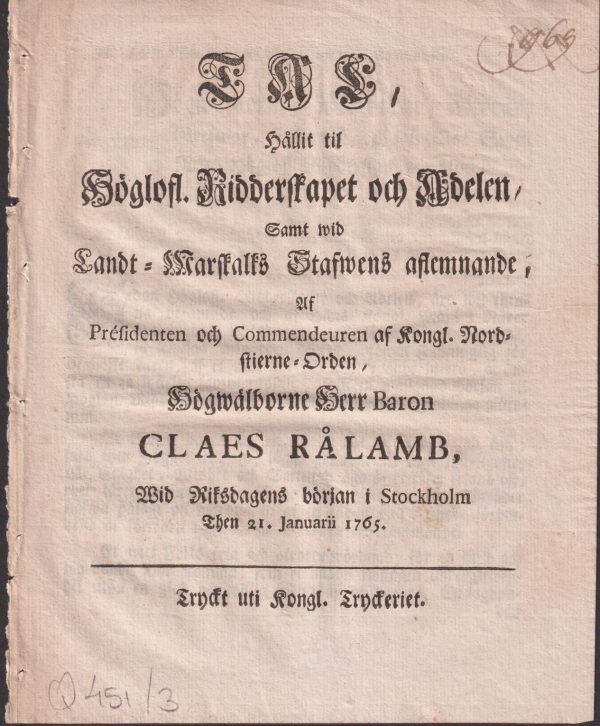 1969
TAL,
Hållit til
Höglofl. Ridderskapet och Adelen,
Samt wid
Landt-Marskalks Stafwens aflemnande,
Af
Présidenten och Commendeuren af Kongl. Nord-
stierne-Orden,
Högwälborne Herr Baron
CLAES RÅLAMB,
Wid Riksdagens början i Stockholm
Then 21. Januarii 1765.
Tryckt uti Kongl. Tryckeriet.
Q 451/3